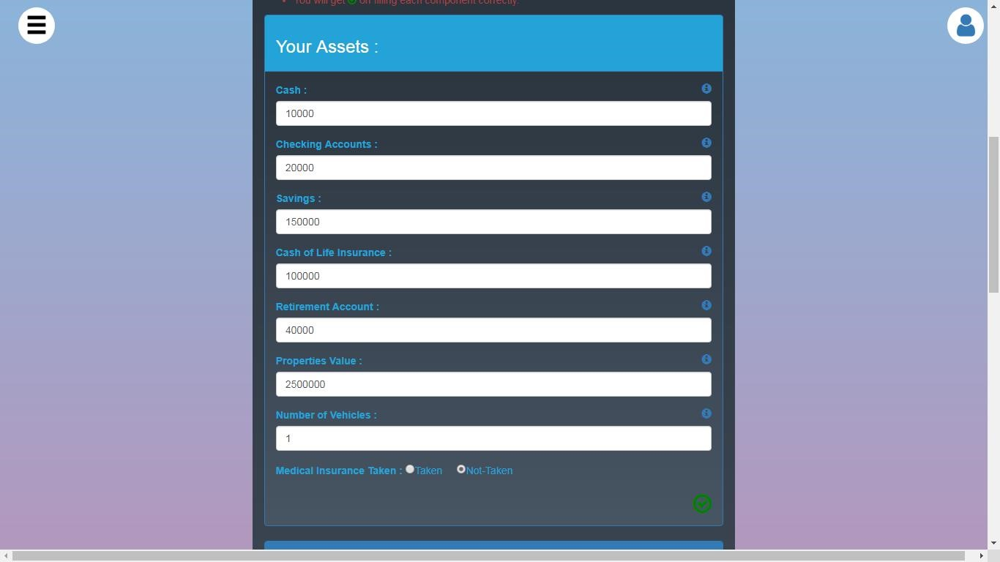 You will get on filling each component correctly.
Your Assets :
Cash :
10000
Checking Accounts :
20000
Savings :
150000
Cash of Life Insurance :
100000
Retirement Account :
40000
Properties Value :
2500000
Number of Vehicles :
1
Medical Insurance Taken : Taken Not-Taken